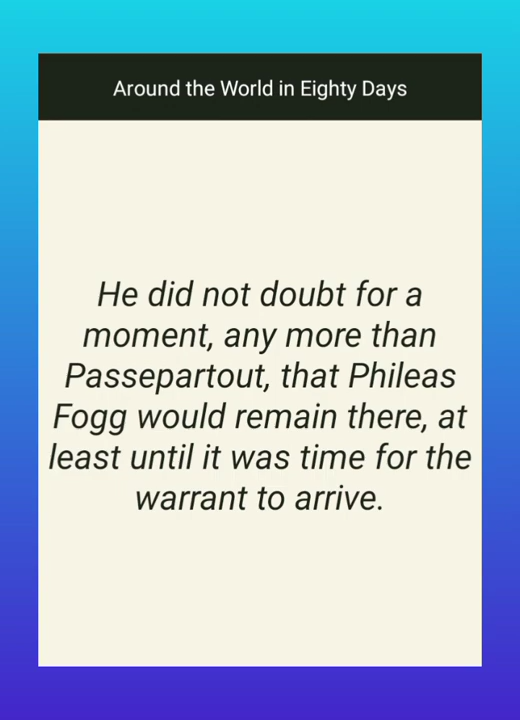 Around the World in Eighty Days
He did not doubt for a
moment, any more than
Passepartout, that Phileas
Fogg would remain there, at
least until it was time for the
warrant to arrive.